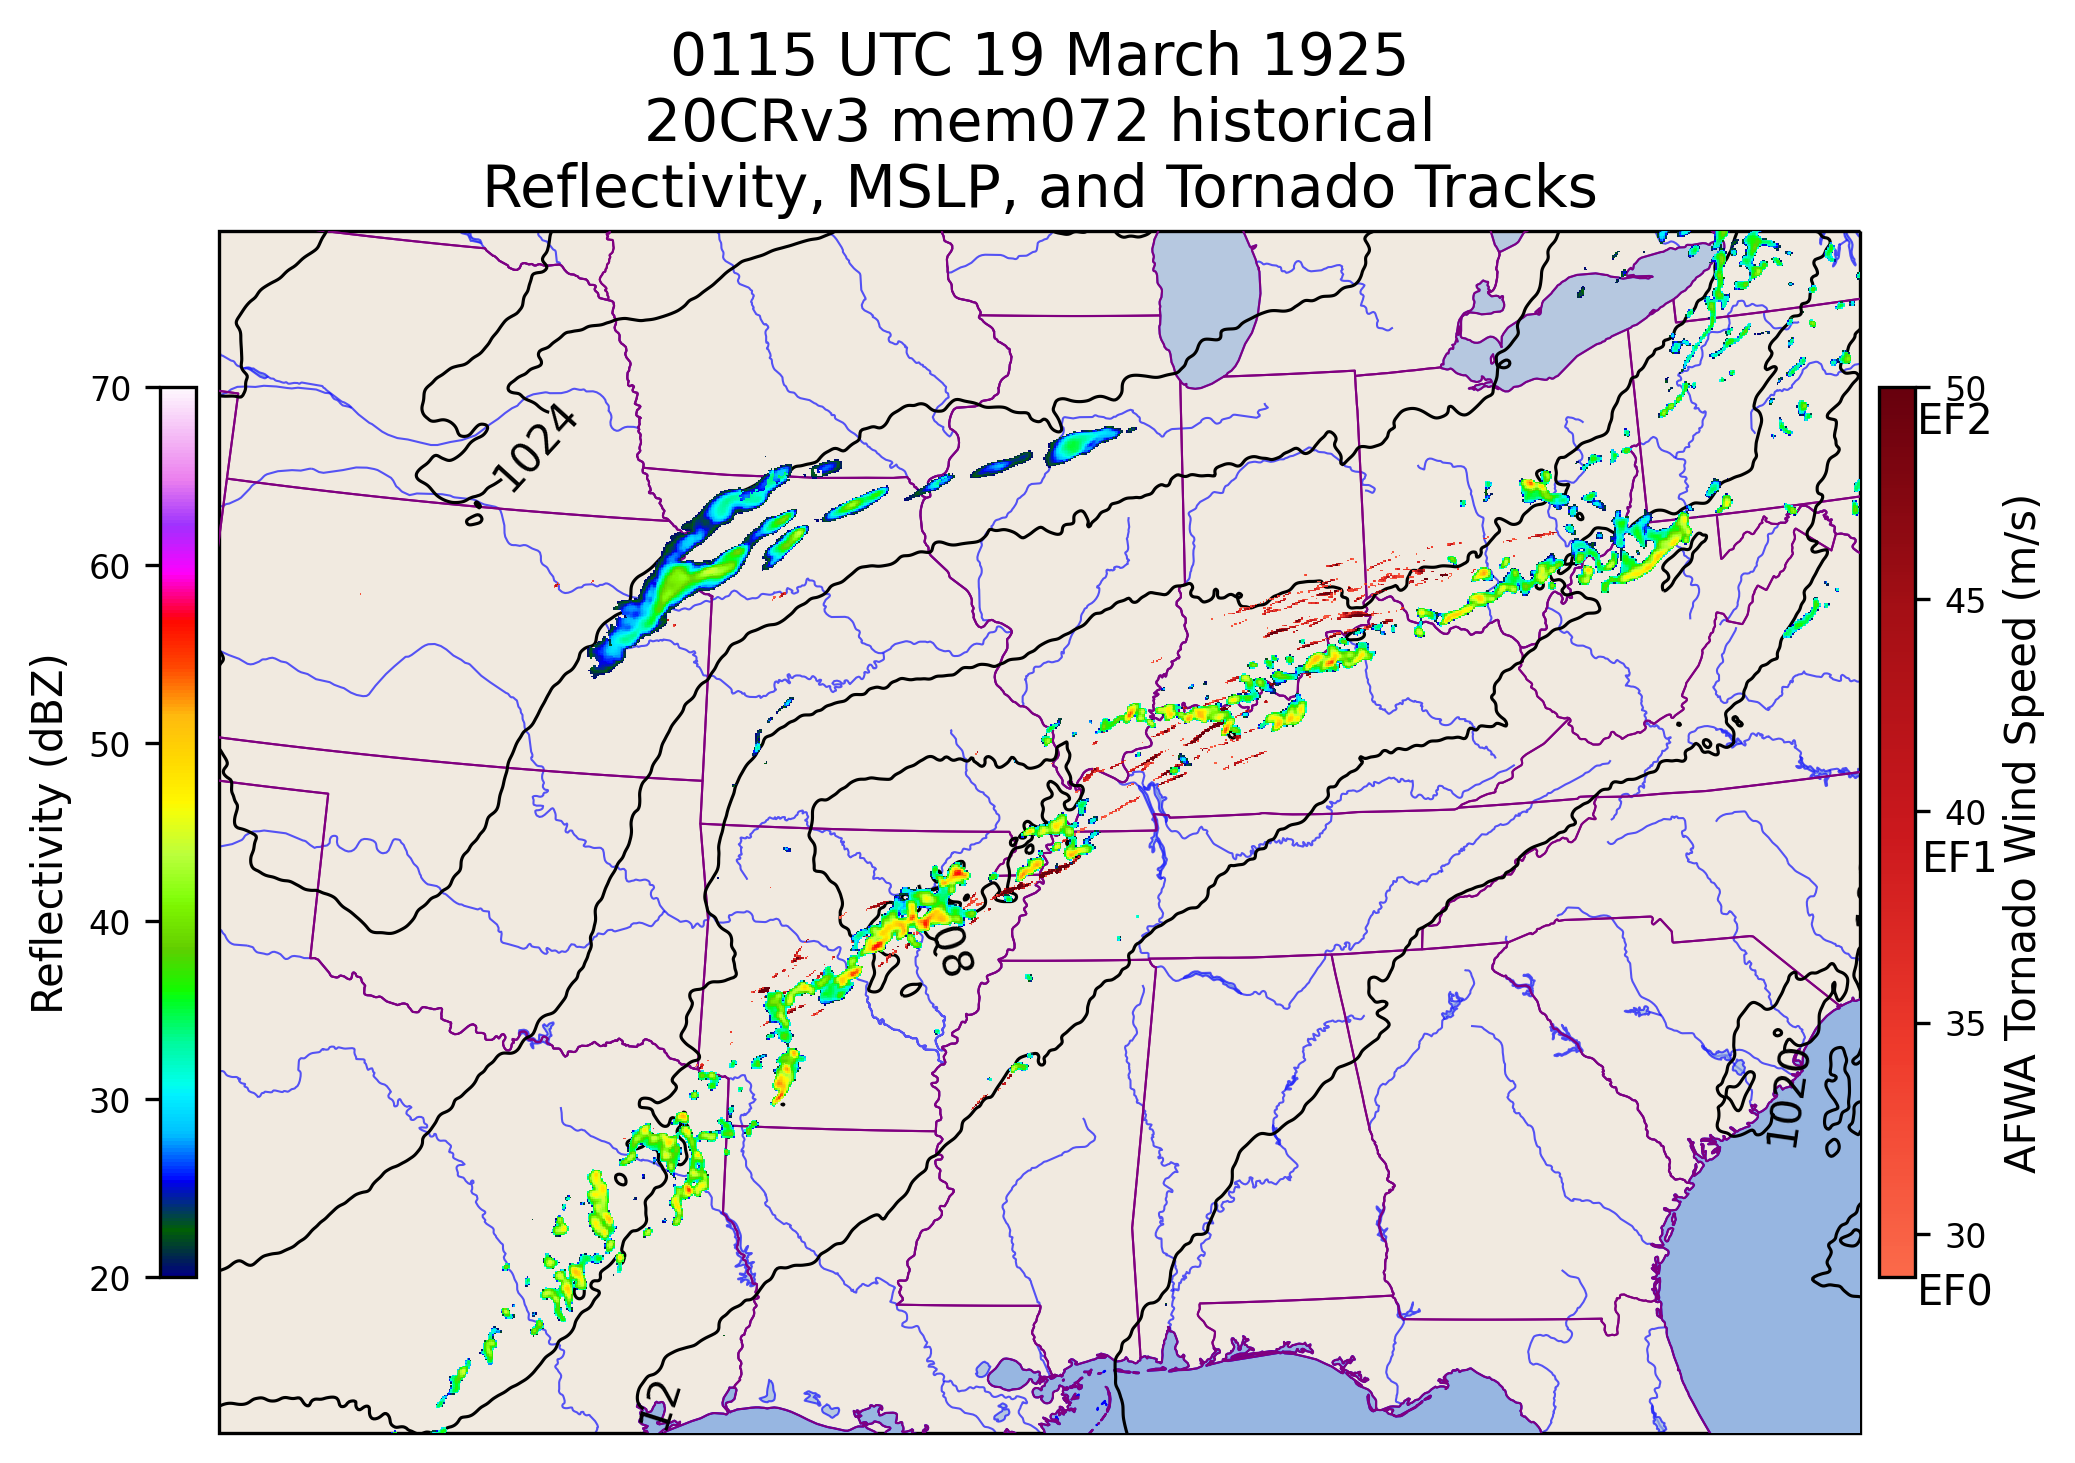 0115 UTC 19 March 1925
20CRv3 mem072 historical
Reflectivity, MSLP, and Tornado Tracks
Reflectivity (dBZ)
70
60
50
40
30
20
1024
1020
12
50
EF2
45
40
EF1
35
30
EF0
AFWA Tornado Wind Speed (m/s)